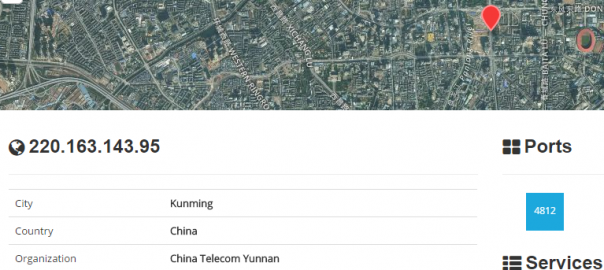 220.163.143.95
Ports
City Kunming
4812
Country China
Organization China Telecom Yunnan
Services